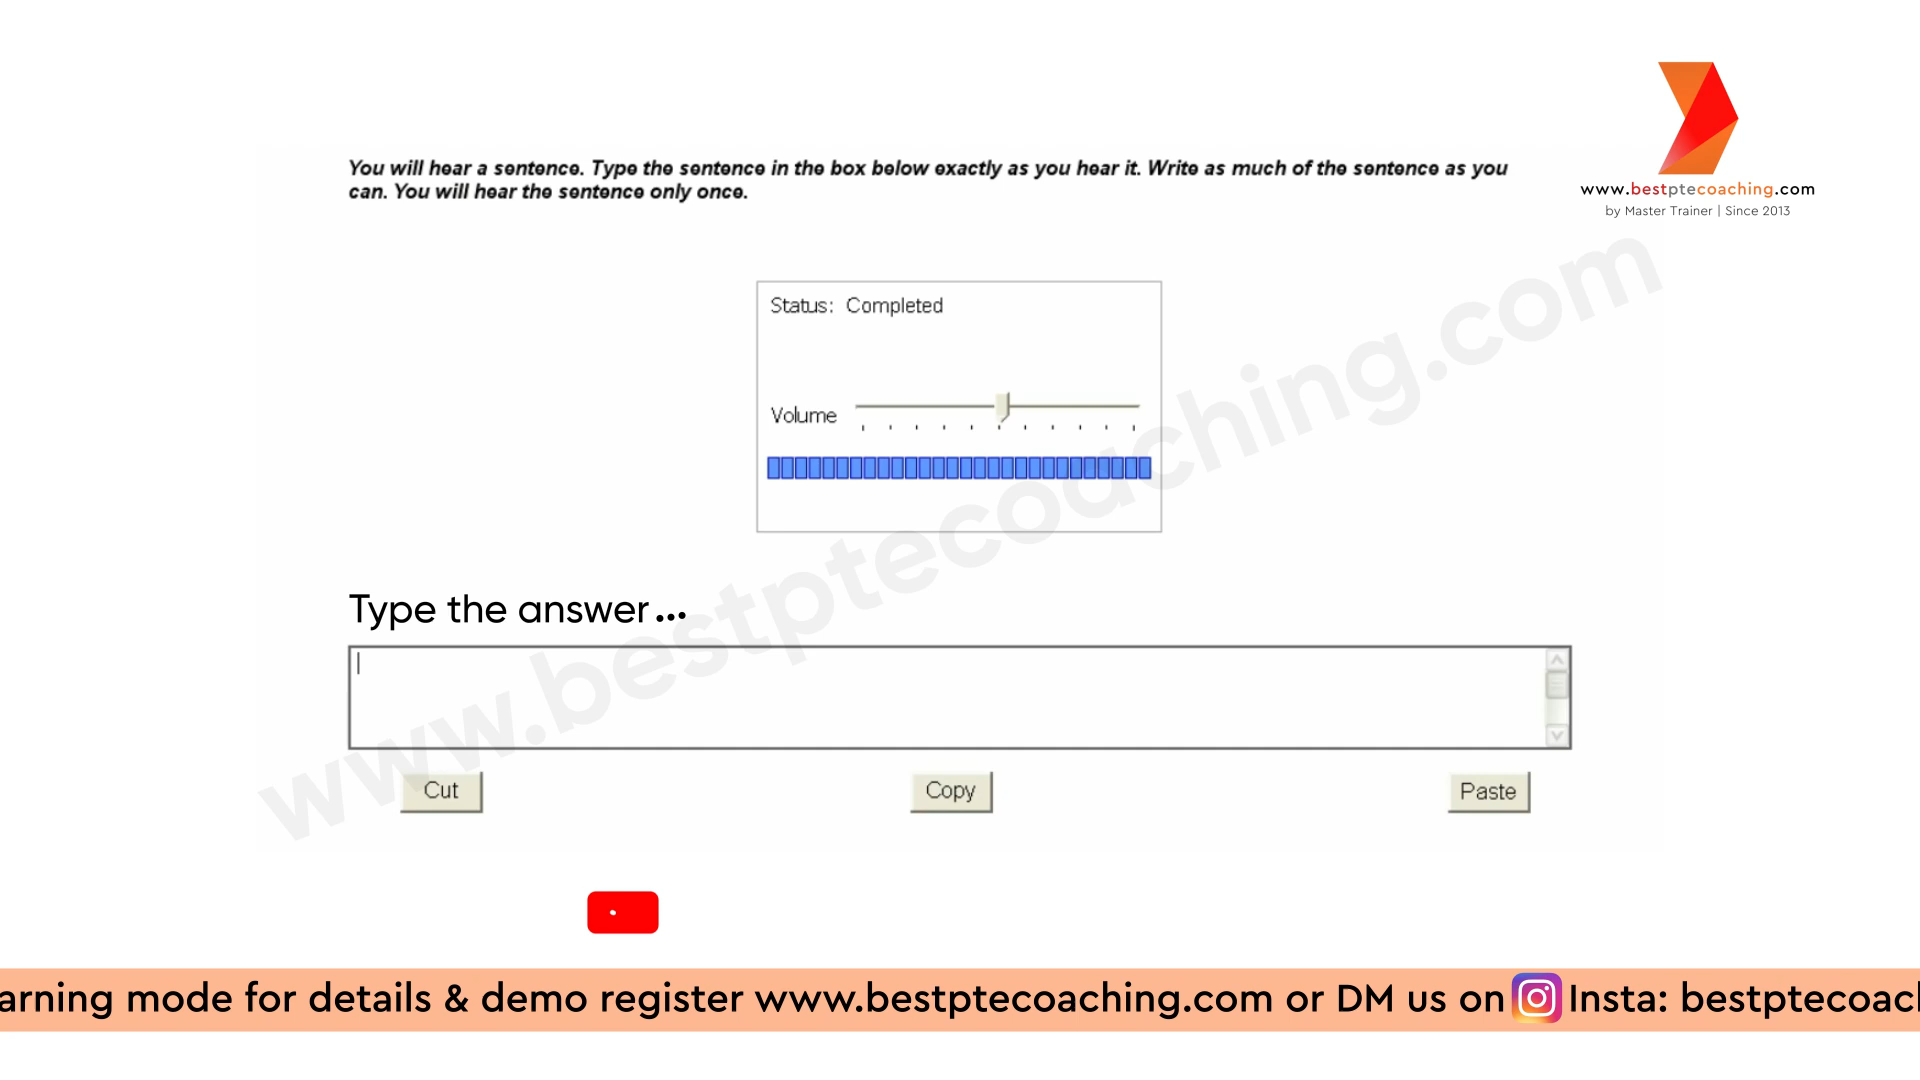 You will hear a sentence. Type the sentence in the box below exactly as you hear it. Write as much of the sentence as you
can. You will hear the sentence only once.
www.bestptecoaching.com
by Master Trainer | Since 2013
Status: Completed
Volume
www.bestptecoaching.com
Type the answer...
Cut
Copy
Paste
arning mode for details & demo register www.bestptecoaching.com or DM us on Insta: bestptecoach